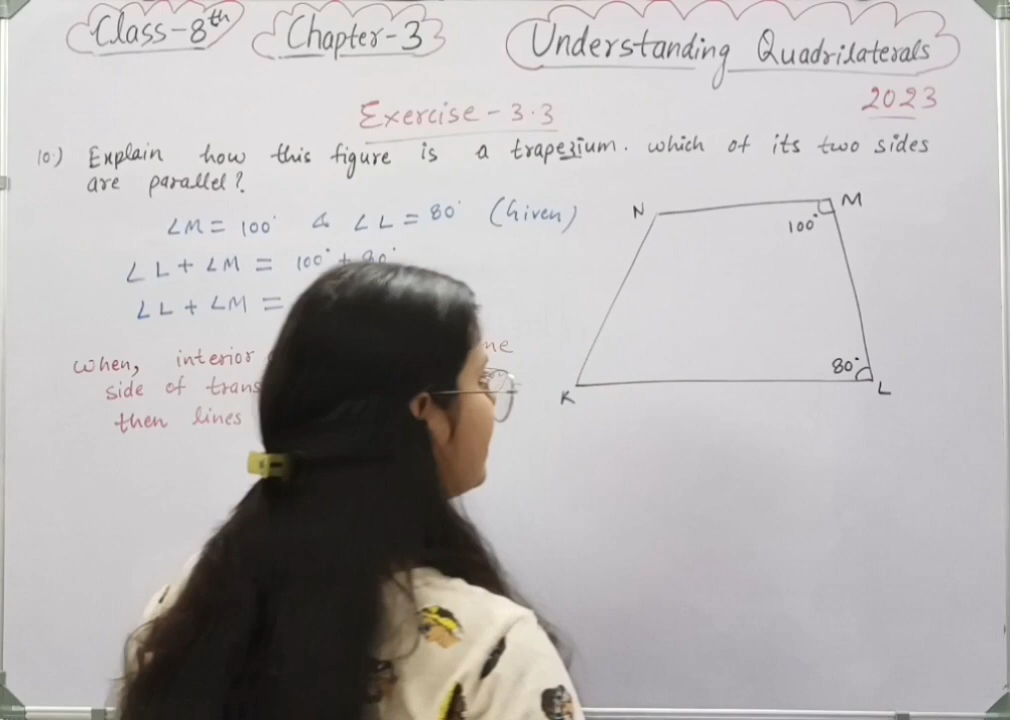 Class-8th Chapter-3 Understanding Quadrilaterals
2023
Exercise - 3.3
10.) Explain how this figure is a trapezium. which of its two sides
are parallel?
∠M = 100° & ∠L = 80° (Given)
∠L + ∠M = 100° + 80°
∠L + ∠M =
when, interior
side of
then lines
N
M
100°
80°
K
L